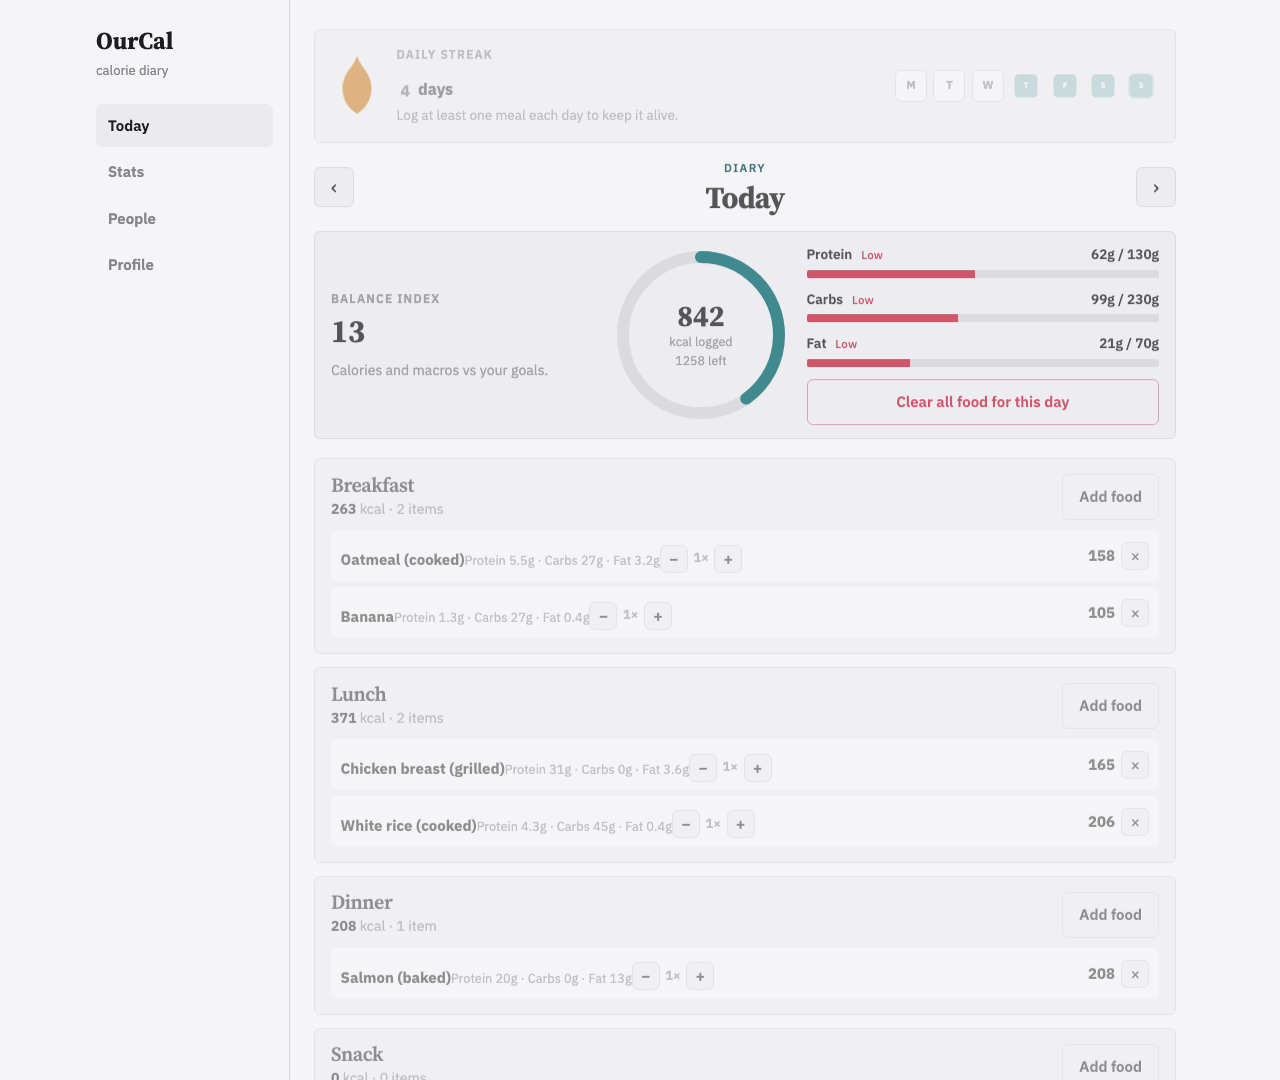 OurCal
calorie diary
Today
Stats
People
Profile
DAILY STREAK
4 days
Log at least one meal each day to keep it alive.
M T W T F S S
‹
DIARY
Today
›
BALANCE INDEX
13
Calories and macros vs your goals.
842
kcal logged
1258 left
Protein Low 62g / 130g
Carbs Low 99g / 230g
Fat Low 21g / 70g
Clear all food for this day
Breakfast
263 kcal · 2 items
Add food
Oatmeal (cooked)Protein 5.5g · Carbs 27g · Fat 3.2g − 1× + 158 ×
BananaProtein 1.3g · Carbs 27g · Fat 0.4g − 1× + 105 ×
Lunch
371 kcal · 2 items
Add food
Chicken breast (grilled)Protein 31g · Carbs 0g · Fat 3.6g − 1× + 165 ×
White rice (cooked)Protein 4.3g · Carbs 45g · Fat 0.4g − 1× + 206 ×
Dinner
208 kcal · 1 item
Add food
Salmon (baked)Protein 20g · Carbs 0g · Fat 13g − 1× + 208 ×
Snack
0 kcal · 0 items
Add food